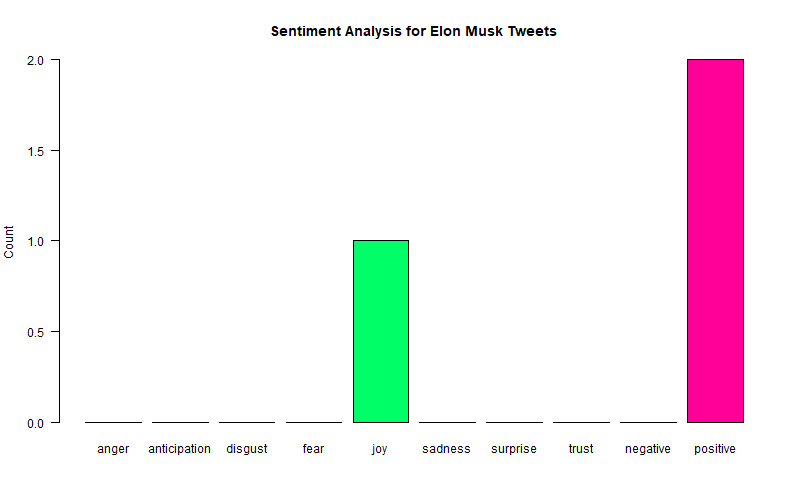 Sentiment Analysis for Elon Musk Tweets
2.0
1.5
1.0
0.5
0.0
Count
anger anticipation disgust fear joy sadness surprise trust negative positive